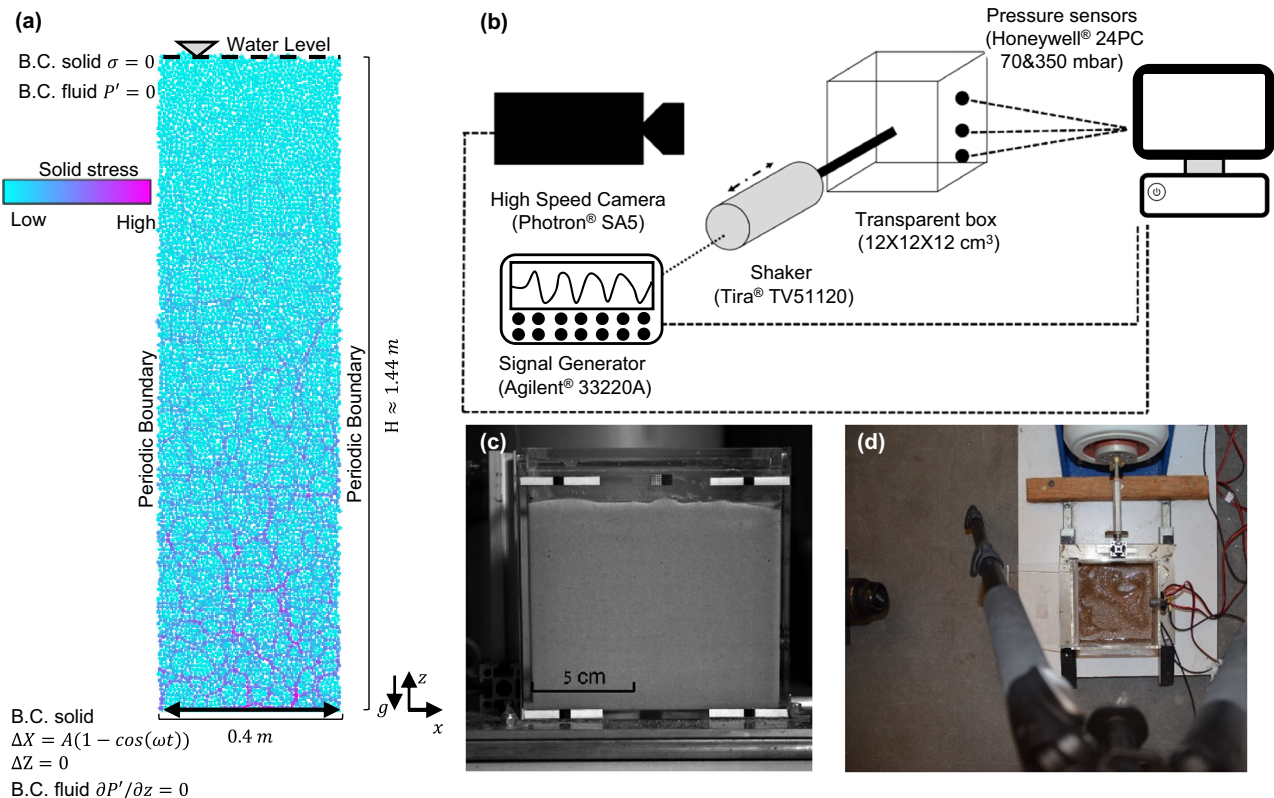 (a)
Water Level
B.C. solid σ = 0
B.C. fluid P′ = 0
Solid stress
Low
High
Periodic Boundary
Periodic Boundary
H ≈ 1.44 m
g
z
x
0.4 m
B.C. solid
ΔX = A(1 − cos(ωt))
ΔZ = 0
B.C. fluid ∂P′/∂z = 0
(b)
Pressure sensors
(Honeywell® 24PC
70&350 mbar)
High Speed Camera
(Photron® SA5)
Transparent box
(12X12X12 cm³)
Shaker
(Tira® TV51120)
Signal Generator
(Agilent® 33220A)
(c)
5 cm
(d)